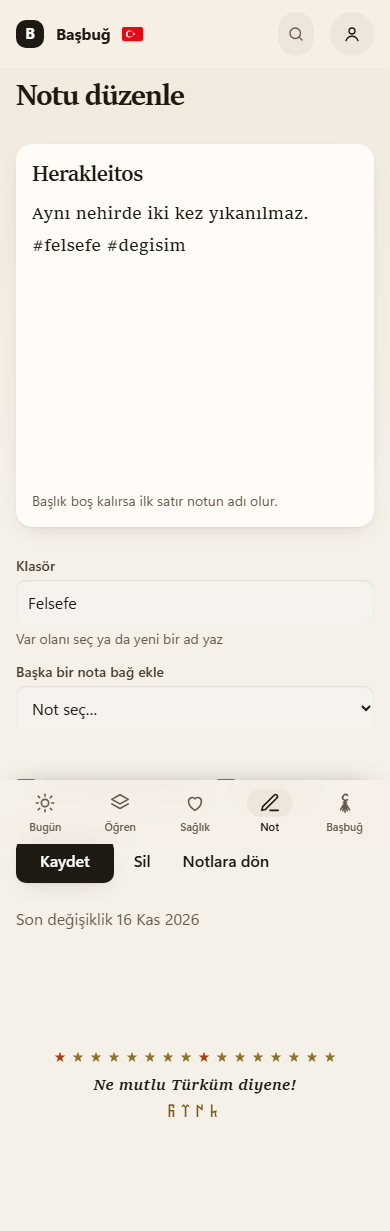 B Başbuğ
Notu düzenle
Herakleitos
Aynı nehirde iki kez yıkanılmaz.
#felsefe #degisim
Başlık boş kalırsa ilk satır notun adı olur.
Klasör
Felsefe
Var olanı seç ya da yeni bir ad yaz
Başka bir nota bağ ekle
Not seç...
Bugün Öğren Sağlık Not Başbuğ
Kaydet Sil Notlara dön
Son değişiklik 16 Kas 2026
Ne mutlu Türküm diyene!